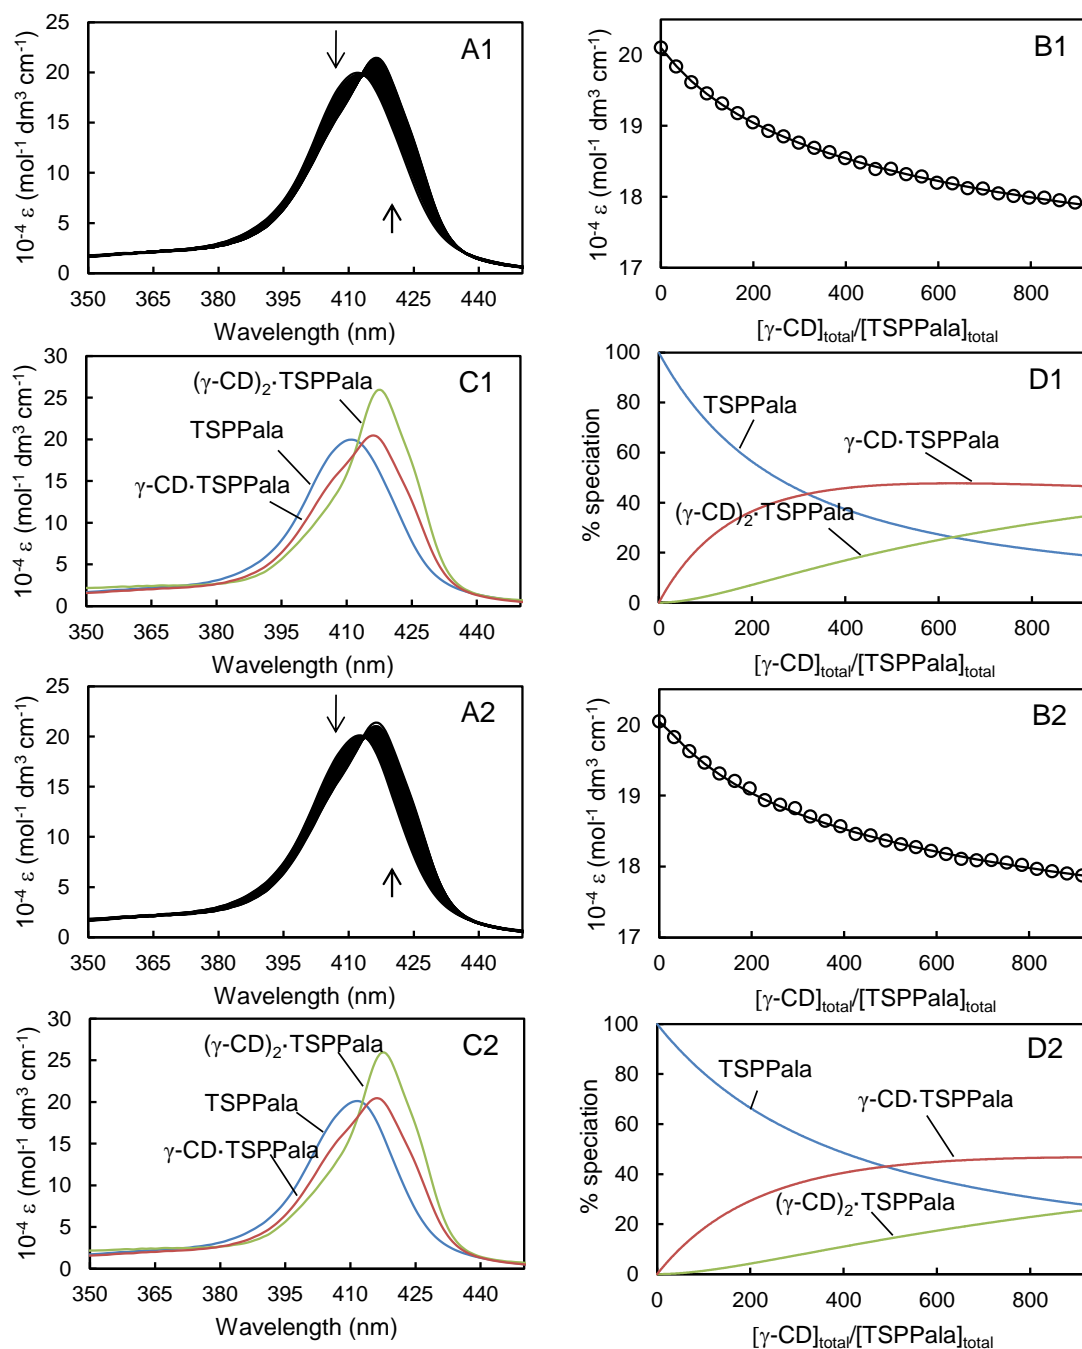 A1
10⁻⁴ ε (mol⁻¹ dm³ cm⁻¹)
25
20
15
10
5
0
350 365 380 395 410 425 440
Wavelength (nm)
B1
10⁻⁴ ε (mol⁻¹ dm³ cm⁻¹)
20
19
18
17
0 200 400 600 800
[γ-CD]total/[TSPPala]total
C1
10⁻⁴ ε (mol⁻¹ dm³ cm⁻¹)
30
25
20
15
10
5
0
(γ-CD)₂·TSPPala
TSPPala
γ-CD·TSPPala
350 365 380 395 410 425 440
Wavelength (nm)
D1
% speciation
100
80
60
40
20
0
TSPPala
γ-CD·TSPPala
(γ-CD)₂·TSPPala
0 200 400 600 800
[γ-CD]total/[TSPPala]total
A2
10⁻⁴ ε (mol⁻¹ dm³ cm⁻¹)
25
20
15
10
5
0
350 365 380 395 410 425 440
Wavelength (nm)
B2
10⁻⁴ ε (mol⁻¹ dm³ cm⁻¹)
20
19
18
17
0 200 400 600 800
[γ-CD]total/[TSPPala]total
C2
10⁻⁴ ε (mol⁻¹ dm³ cm⁻¹)
30
25
20
15
10
5
0
(γ-CD)₂·TSPPala
TSPPala
γ-CD·TSPPala
350 365 380 395 410 425 440
Wavelength (nm)
D2
% speciation
100
80
60
40
20
0
TSPPala
γ-CD·TSPPala
(γ-CD)₂·TSPPala
0 200 400 600 800
[γ-CD]total/[TSPPala]total